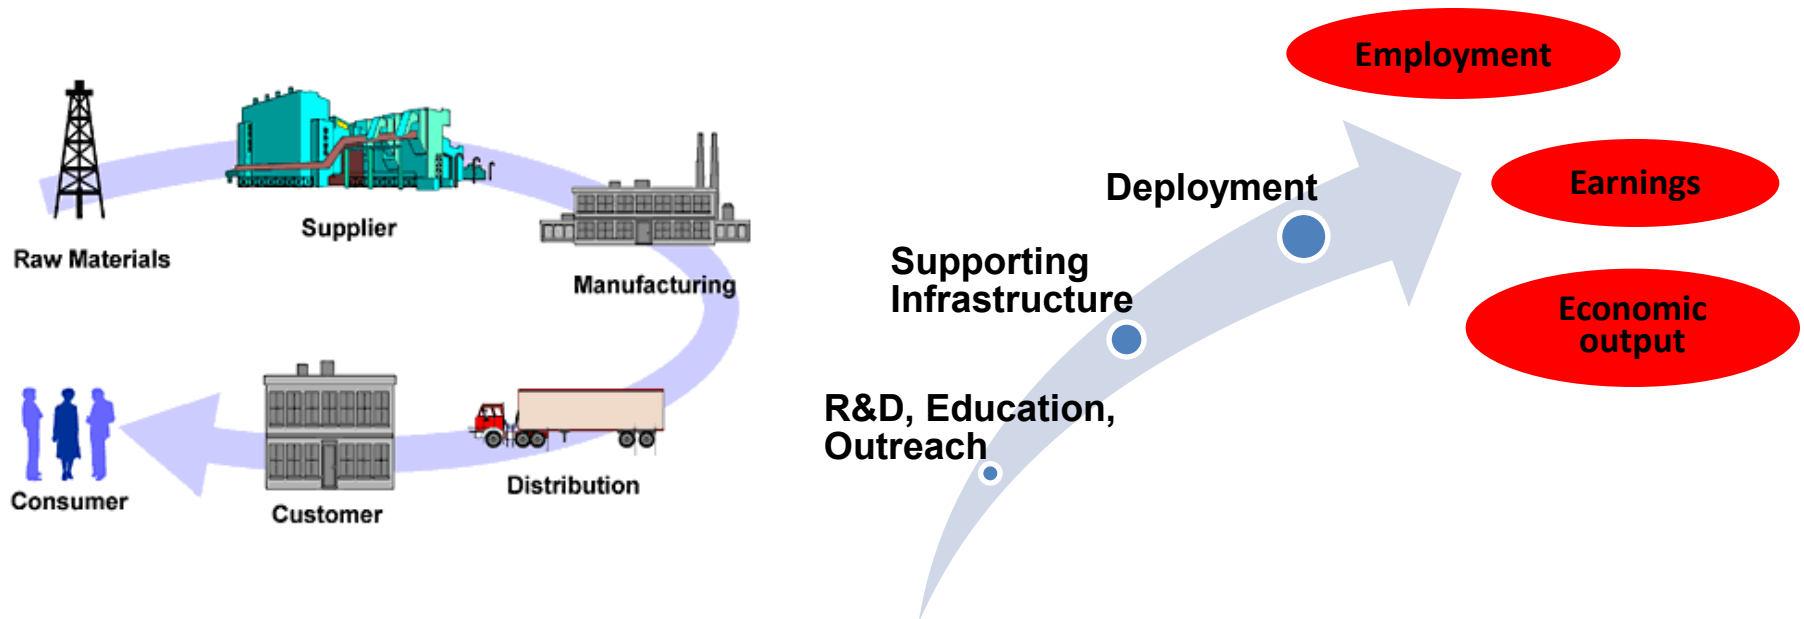 Raw Materials
Supplier
Manufacturing
Distribution
Customer
Consumer
R&D, Education,
Outreach
Supporting
Infrastructure
Deployment
Employment
Earnings
Economic
output